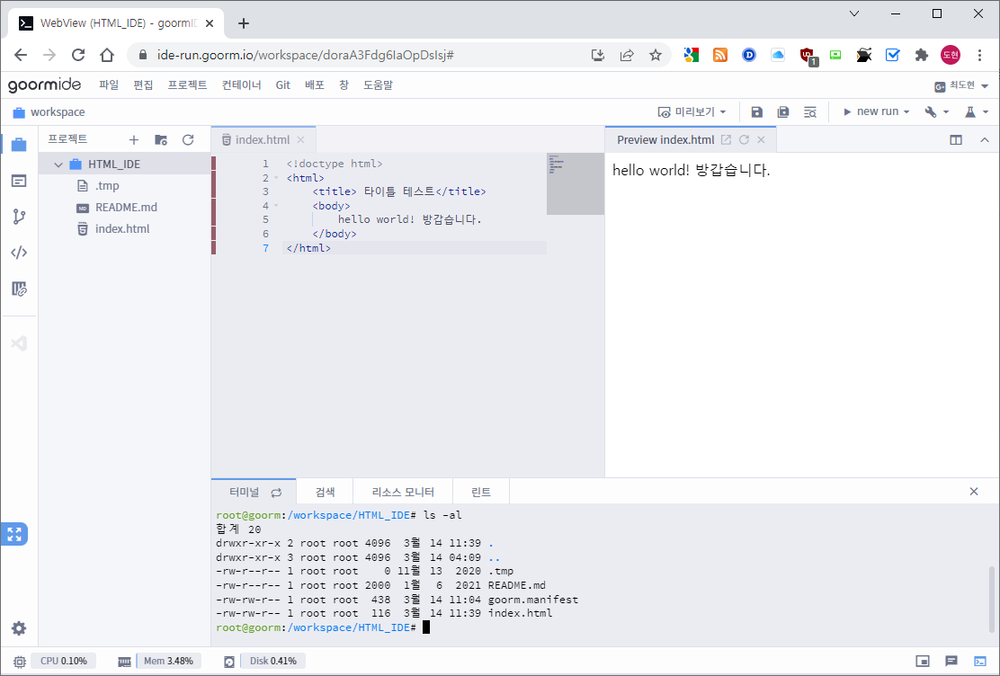 WebView (HTML_IDE) - goormID
ide-run.goorm.io/workspace/doraA3Fdg6IaOpDsIsj#
1
도현
goormide 파일 편집 프로젝트 컨테이너 Git 배포 창 도움말
G+ 최도현
workspace 미리보기 new run
프로젝트
HTML_IDE
.tmp
MD README.md
index.html
index.html
1 <!doctype html>
2 <html>
3 <title> 타이틀 테스트</title>
4 <body>
5 hello world! 방갑습니다.
6 </body>
7 </html>
Preview index.html
hello world! 방갑습니다.
터미널 검색 리소스 모니터 린트
root@goorm:/workspace/HTML_IDE# ls -al
합계 20
drwxr-xr-x 2 root root 4096 3월 14 11:39 .
drwxr-xr-x 3 root root 4096 3월 14 04:09 ..
-rw-r--r-- 1 root root 0 11월 13 2020 .tmp
-rw-r--r-- 1 root root 2000 1월 6 2021 README.md
-rw-rw-r-- 1 root root 438 3월 14 11:04 goorm.manifest
-rw-rw-r-- 1 root root 116 3월 14 11:39 index.html
root@goorm:/workspace/HTML_IDE#
CPU 0.10% Mem 3.48% Disk 0.41%